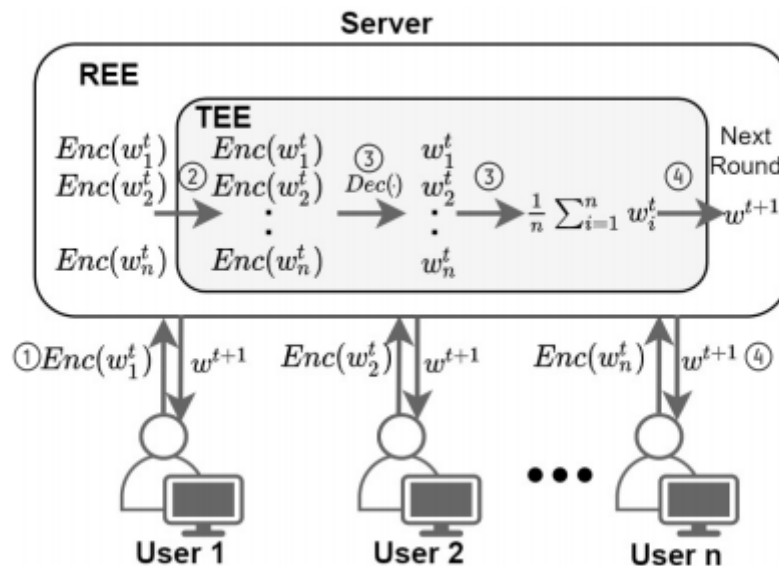 Server
REE
TEE
Next
Round
Enc(w_1^t) Enc(w_1^t) ③ w_1^t
Enc(w_2^t) ② Enc(w_2^t) Dec(·) w_2^t ③ 1/n ∑_{i=1}^n w_i^t ④ w^{t+1}
⋮ ⋮
Enc(w_n^t) Enc(w_n^t) w_n^t
① Enc(w_1^t) w^{t+1} Enc(w_2^t) w^{t+1} Enc(w_n^t) w^{t+1} ④
User 1 User 2 ••• User n